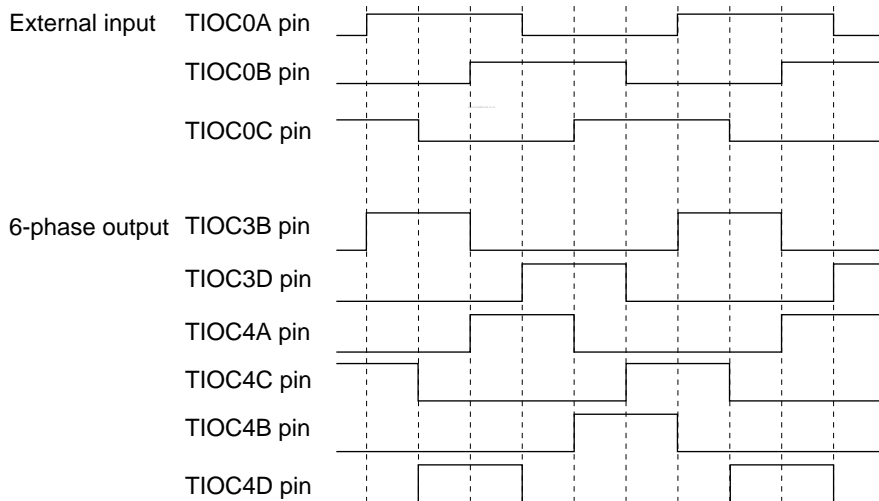 External input TIOC0A pin
TIOC0B pin
TIOC0C pin
6-phase output TIOC3B pin
TIOC3D pin
TIOC4A pin
TIOC4C pin
TIOC4B pin
TIOC4D pin